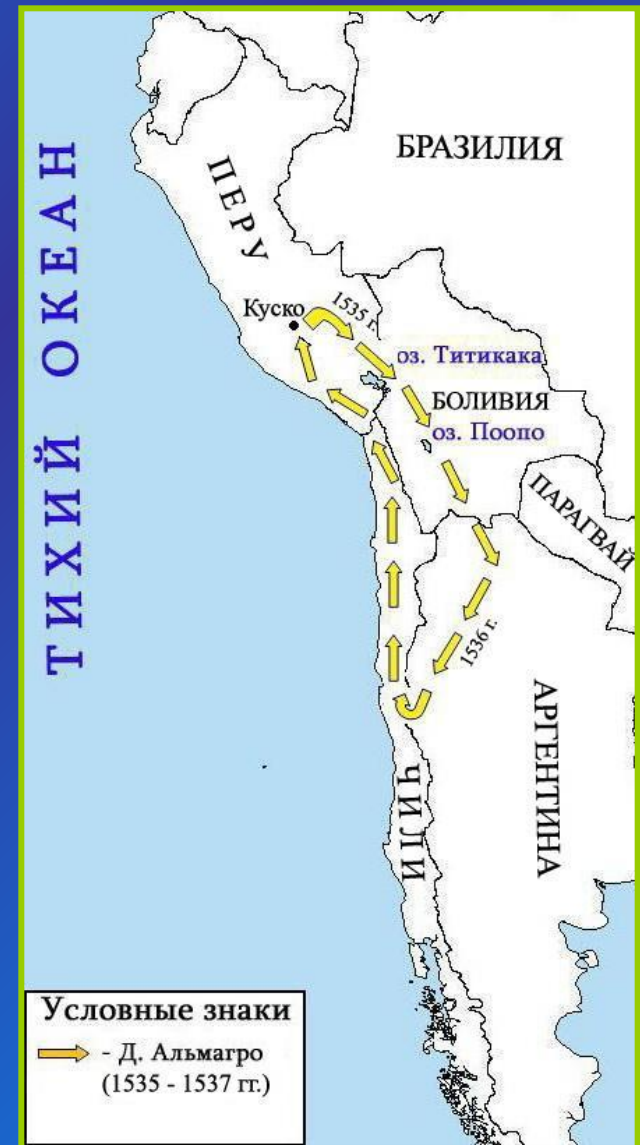 БРАЗИЛИЯ
ТИХИЙ ОКЕАН
ПЕРУ
Куско
1535 г.
оз. Титикака
БОЛИВИЯ
оз. Поопо
ПАРАГВАЙ
1536 г.
АРГЕНТИНА
ЧИЛИ
Условные знаки
- Д. Альмагро
(1535 - 1537 гг.)